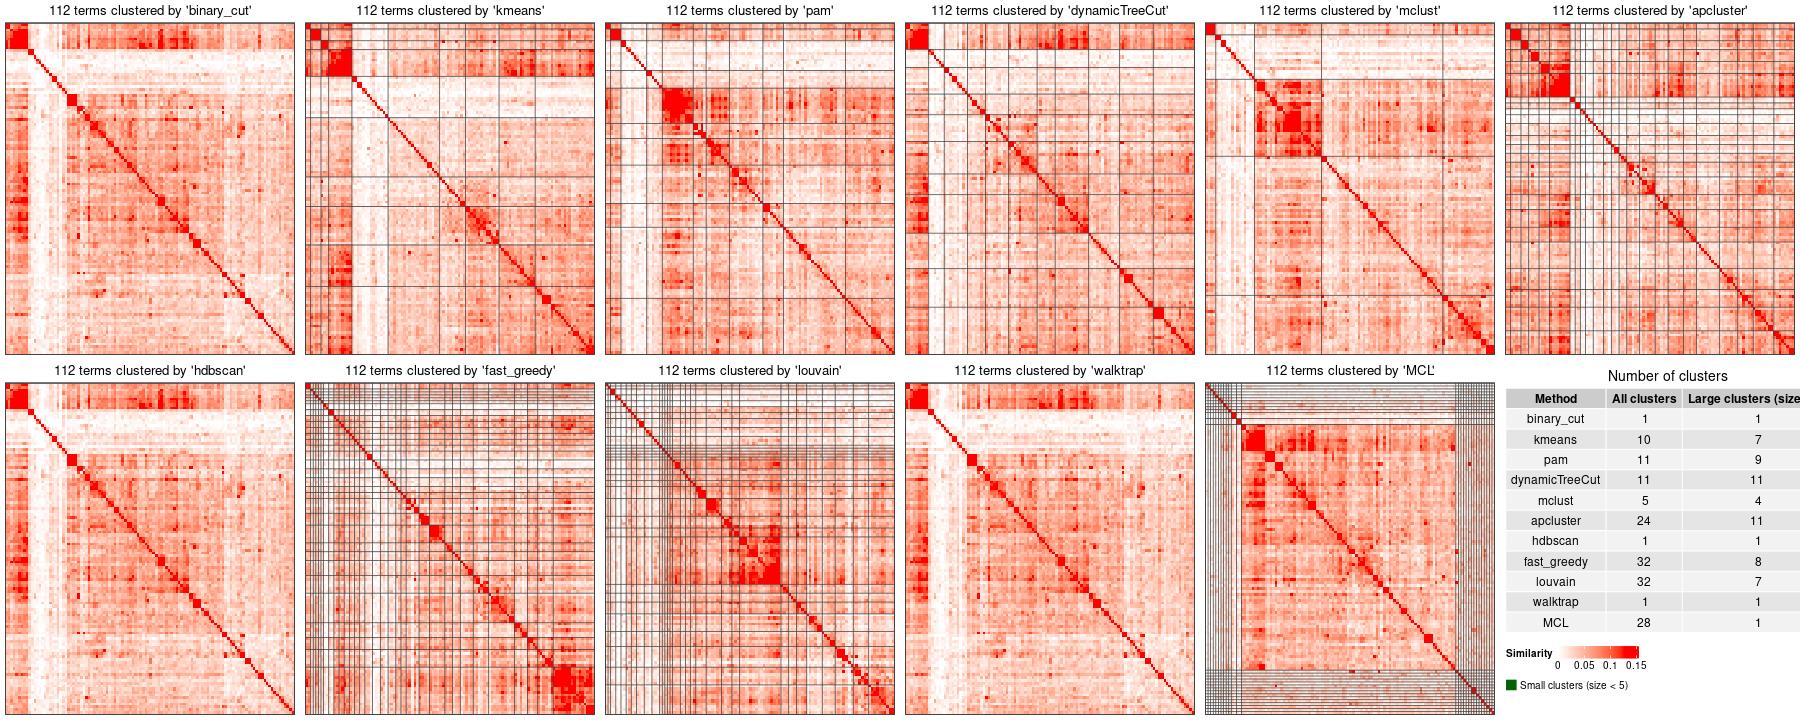 112 terms clustered by 'binary_cut'
112 terms clustered by 'kmeans'
112 terms clustered by 'pam'
112 terms clustered by 'dynamicTreeCut'
112 terms clustered by 'mclust'
112 terms clustered by 'apcluster'
112 terms clustered by 'hdbscan'
112 terms clustered by 'fast_greedy'
112 terms clustered by 'louvain'
112 terms clustered by 'walktrap'
112 terms clustered by 'MCL'
Number of clusters
Method All clusters Large clusters (size
binary_cut 1 1
kmeans 10 7
pam 11 9
dynamicTreeCut 11 11
mclust 5 4
apcluster 24 11
hdbscan 1 1
fast_greedy 32 8
louvain 32 7
walktrap 1 1
MCL 28 1
Similarity
0 0.05 0.1 0.15
Small clusters (size < 5)